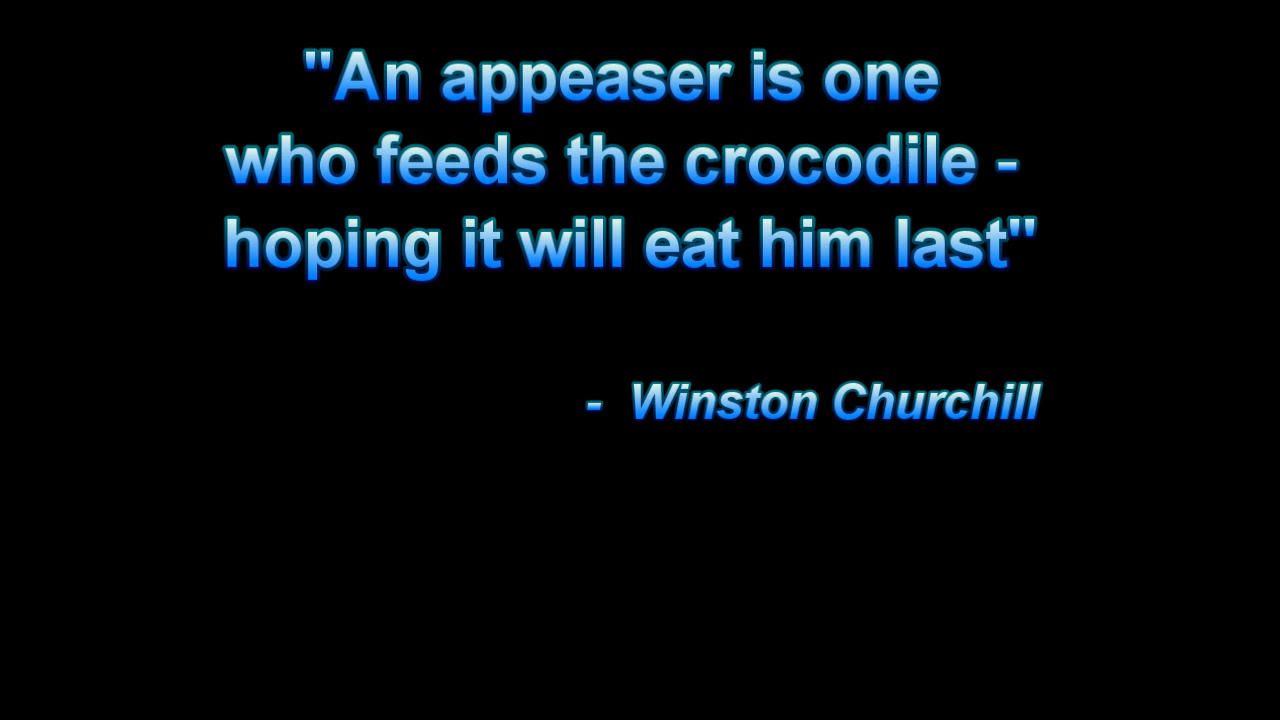 "An appeaser is one
who feeds the crocodile -
hoping it will eat him last"
- Winston Churchill